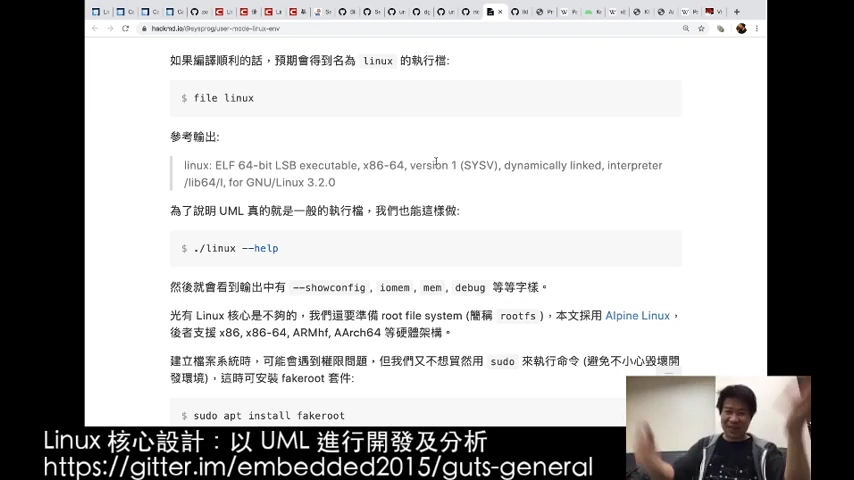 hackmd.io/@sysprog/user-mode-linux-env
如果編譯順利的話，預期會得到名為 linux 的執行檔:
$ file linux
參考輸出:
linux: ELF 64-bit LSB executable, x86-64, version 1 (SYSV), dynamically linked, interpreter
/lib64/l, for GNU/Linux 3.2.0
為了說明 UML 真的就是一般的執行檔，我們也能這樣做:
$ ./linux --help
然後就會看到輸出中有 --showconfig, iomem, mem, debug 等等字樣。
光有 Linux 核心是不夠的，我們還要準備 root file system (簡稱 rootfs)，本文採用 Alpine Linux，
後者支援 x86, x86-64, ARMhf, AArch64 等硬體架構。
建立檔案系統時，可能會遇到權限問題，但我們又不想貿然用 sudo 來執行命令 (避免不小心毀壞開
發環境)，這時可安裝 fakeroot 套件:
$ sudo apt install fakeroot
Linux 核心設計：以 UML 進行開發及分析
https://gitter.im/embedded2015/guts-general